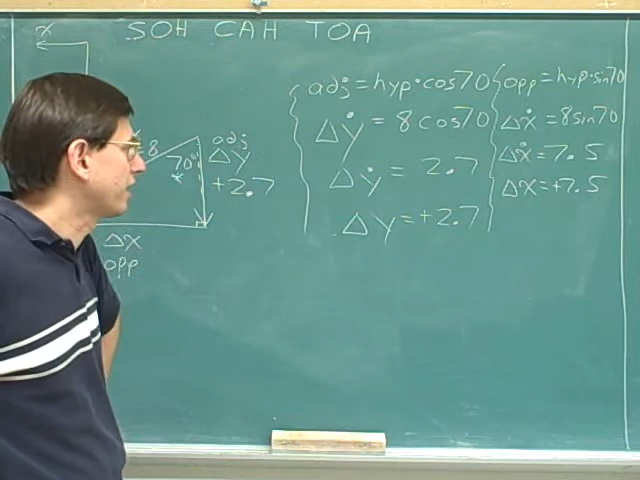 SOH CAH TOA
x
8
70°
adj
Δy
+2.7
Δx
opp
adj = hyp·cos70
Δy = 8cos70
Δy = 2.7
Δy = +2.7
opp = hyp·sin70
Δx = 8sin70
Δx = 7.5
Δx = +7.5